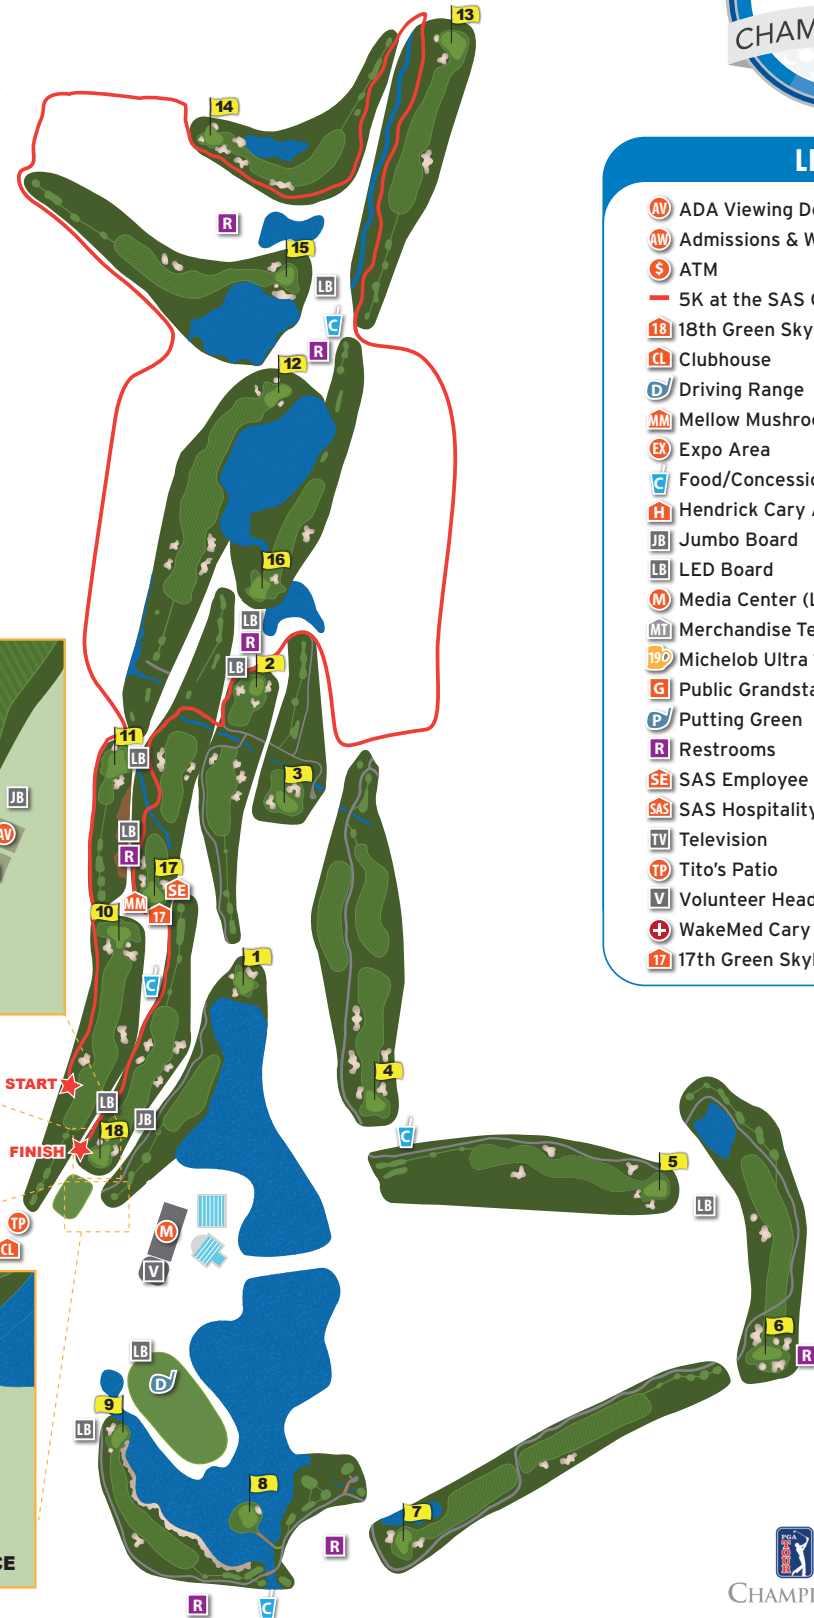 13
CHAM
14
R
15
LB
C
R
12
16
LB
R
LB
2
11
LB
3
JB
AV
LB
R
17
SE
MM
17
10
C
1
START
LB
JB
4
18
FINISH
C
5
LB
TP
CL
M
V
6
R
LB
D
9
LB
8
7
R
R
C
CE
AV ADA Viewing
AW Admissions &
$ ATM
5K at the SAS
18 18th Green Sky
CL Clubhouse
D Driving Range
MM Mellow Mushroo
EX Expo Area
C Food/Concessio
H Hendrick Cary
JB Jumbo Board
LB LED Board
M Media Center
MT Merchandise
190 Michelob Ultra
G Public Grandsta
P Putting Green
R Restrooms
SE SAS Employee
SAS SAS Hospitality
TV Television
TP Tito's Patio
V Volunteer Head
WakeMed Cary
17 17th Green Sky
PGA
TOUR
CHAMPI